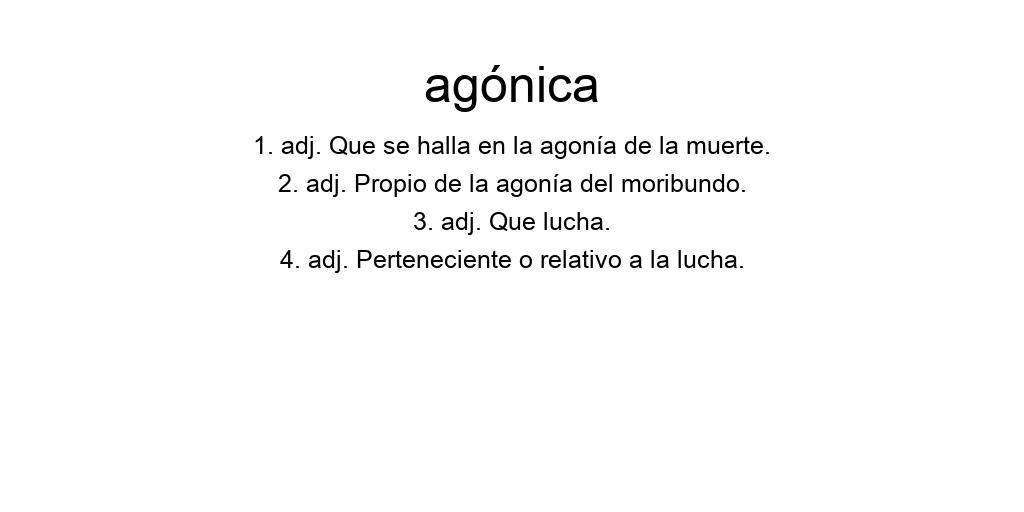 agónica
1. adj. Que se halla en la agonía de la muerte.
2. adj. Propio de la agonía del moribundo.
3. adj. Que lucha.
4. adj. Perteneciente o relativo a la lucha.